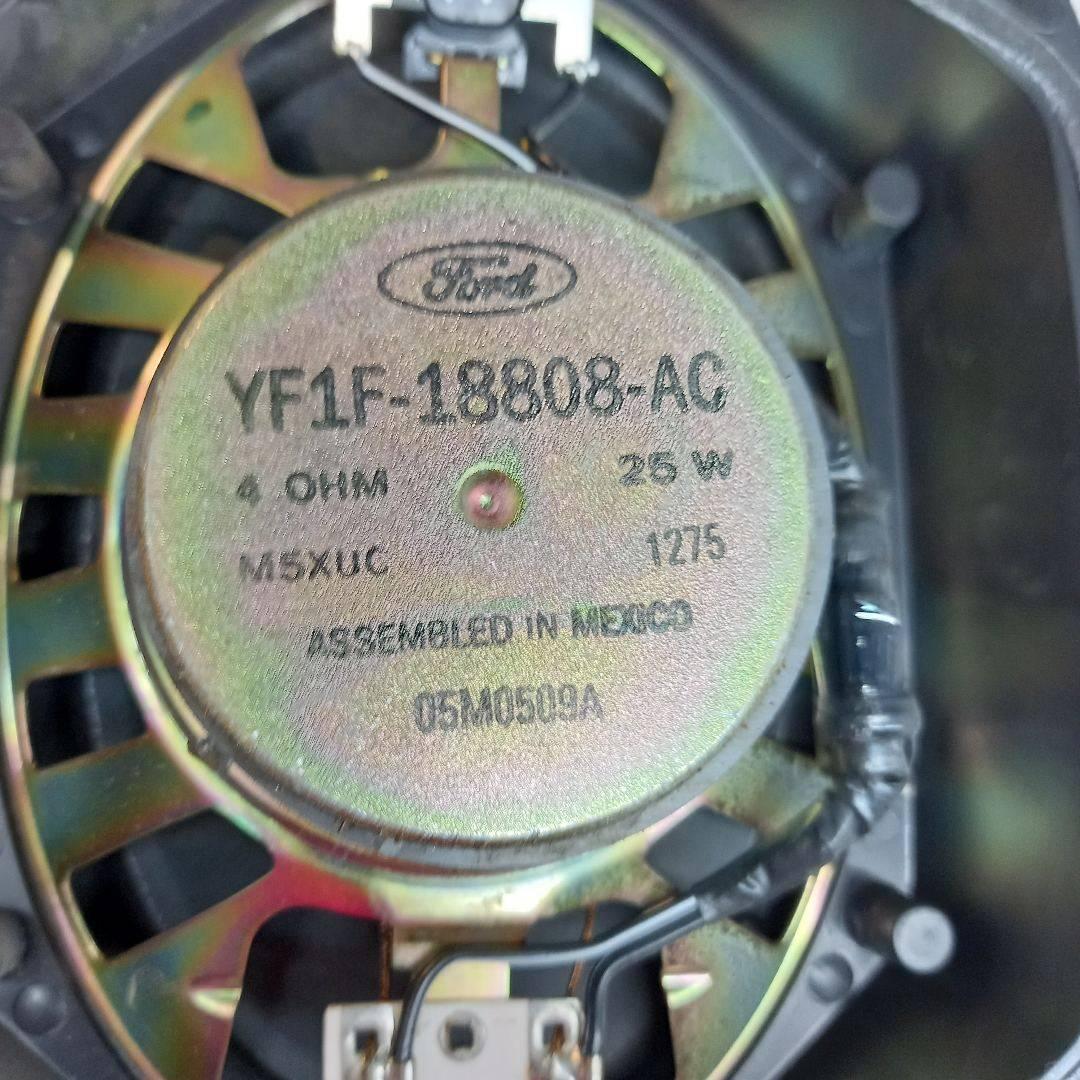 Ford
YF1F-18808-AC
4 OHM 25 W
M5XUC 1275
ASSEMBLED IN MEXICO
05M0509A